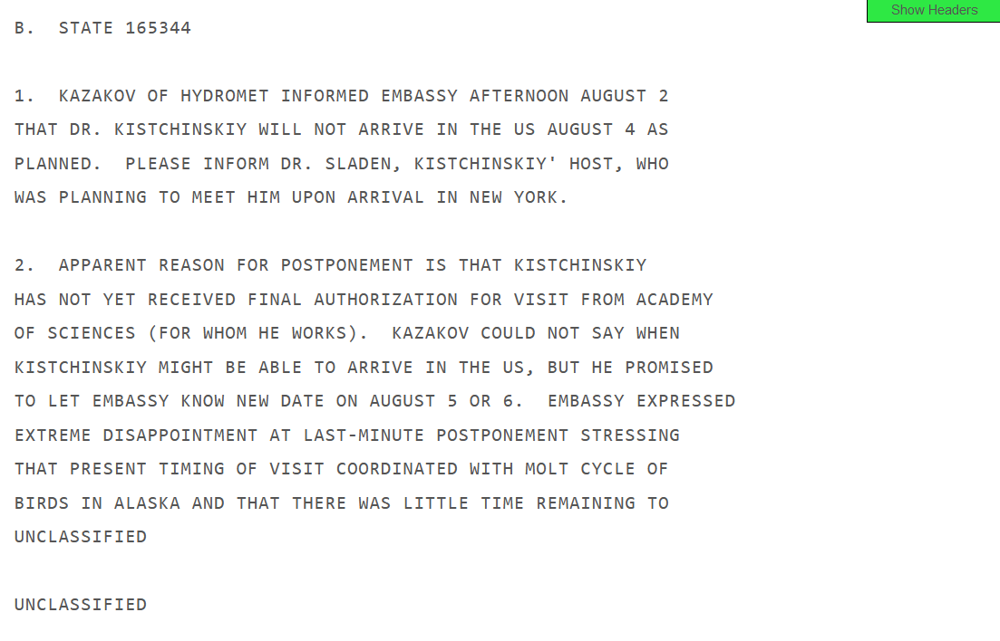 Show Headers
B.  STATE 165344
1.  KAZAKOV OF HYDROMET INFORMED EMBASSY AFTERNOON AUGUST 2
THAT DR. KISTCHINSKIY WILL NOT ARRIVE IN THE US AUGUST 4 AS
PLANNED.  PLEASE INFORM DR. SLADEN, KISTCHINSKIY' HOST, WHO
WAS PLANNING TO MEET HIM UPON ARRIVAL IN NEW YORK.
2.  APPARENT REASON FOR POSTPONEMENT IS THAT KISTCHINSKIY
HAS NOT YET RECEIVED FINAL AUTHORIZATION FOR VISIT FROM ACADEMY
OF SCIENCES (FOR WHOM HE WORKS).  KAZAKOV COULD NOT SAY WHEN
KISTCHINSKIY MIGHT BE ABLE TO ARRIVE IN THE US, BUT HE PROMISED
TO LET EMBASSY KNOW NEW DATE ON AUGUST 5 OR 6.  EMBASSY EXPRESSED
EXTREME DISAPPOINTMENT AT LAST-MINUTE POSTPONEMENT STRESSING
THAT PRESENT TIMING OF VISIT COORDINATED WITH MOLT CYCLE OF
BIRDS IN ALASKA AND THAT THERE WAS LITTLE TIME REMAINING TO
UNCLASSIFIED
UNCLASSIFIED